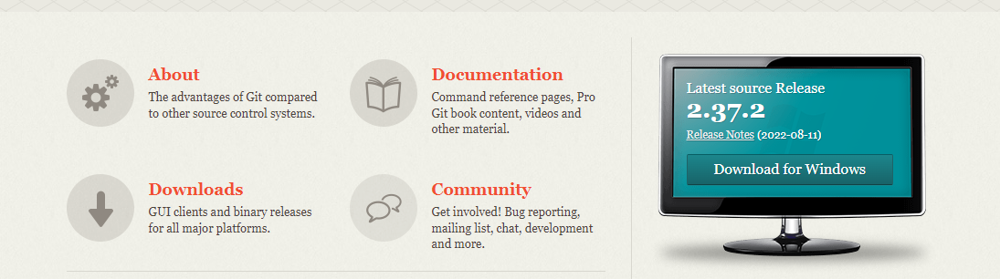 About
The advantages of Git compared
to other source control systems.
Documentation
Command reference pages, Pro
Git book content, videos and
other material.
Downloads
GUI clients and binary releases
for all major platforms.
Community
Get involved! Bug reporting,
mailing list, chat, development
and more.
Latest source Release
2.37.2
Release Notes (2022-08-11)
Download for Windows